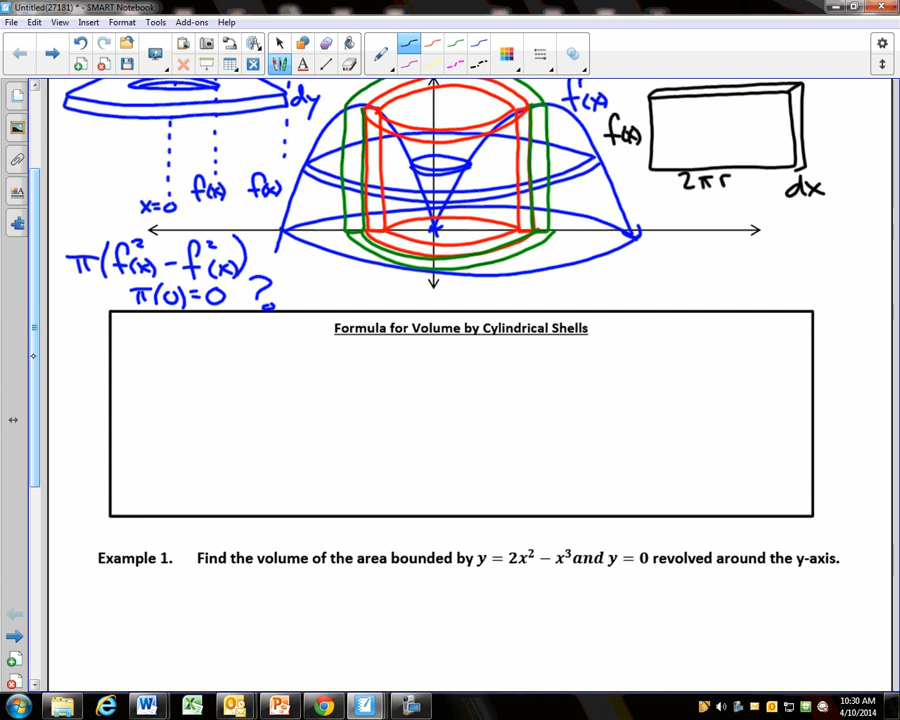 Untitled(27181) * - SMART Notebook
File Edit View Insert Format Tools Add-ons Help
dy
f(x)
f(x)
2πr
dx
x=0 f(x) f(x)
π(f²(x) - f²(x))
π(0)=0 ?
Formula for Volume by Cylindrical Shells
Example 1. Find the volume of the area bounded by y = 2x² − x³ and y = 0 revolved around the y-axis.
10:30 AM
4/10/2014